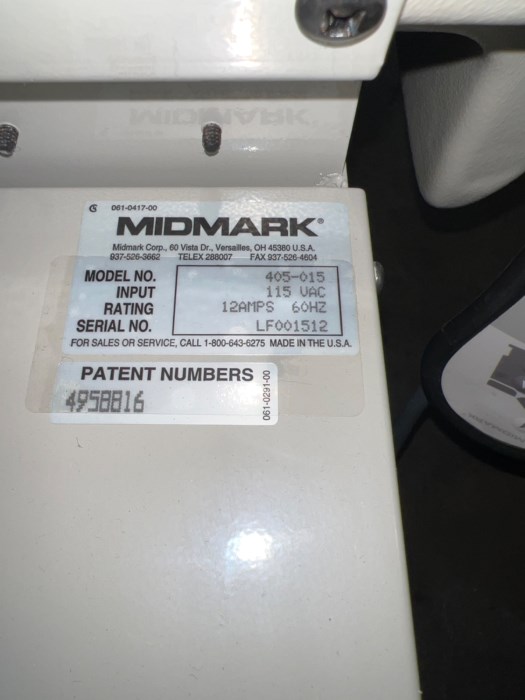 061-0417-00
MIDMARK®
Midmark Corp., 60 Vista Dr., Versailles, OH 45380 U.S.A.
937-526-3662 TELEX 288007 FAX 937-526-4604
MODEL NO. 405-015
INPUT 115 VAC
RATING 12AMPS 60HZ
SERIAL NO. LF001512
FOR SALES OR SERVICE, CALL 1-800-643-6275 MADE IN THE U.S.A.
PATENT NUMBERS
4958816
061-0291-00